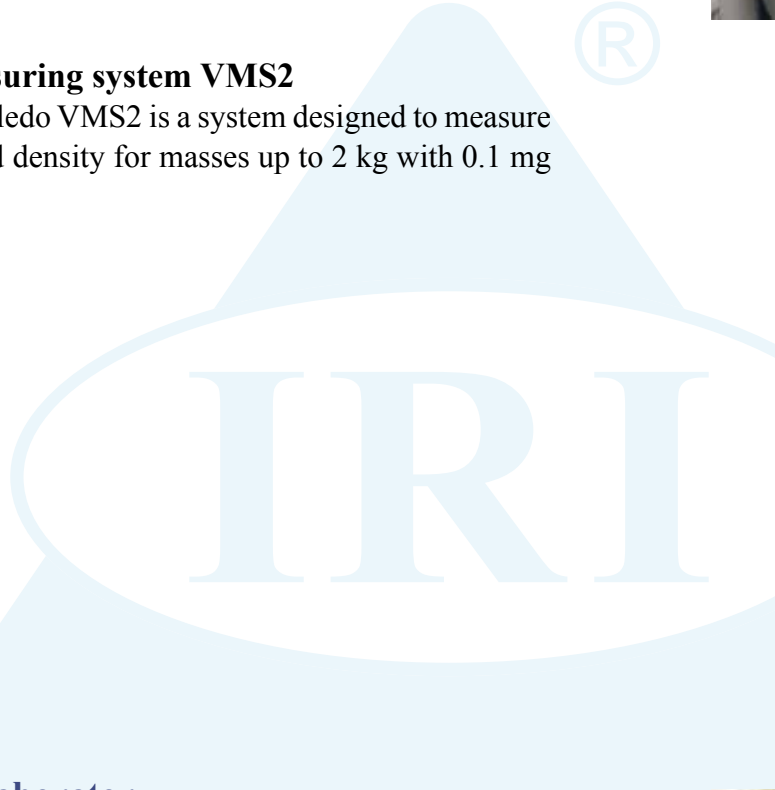 ®
suring system VMS2
ledo VMS2 is a system designed to measure
density for masses up to 2 kg with 0.1 mg
IRI